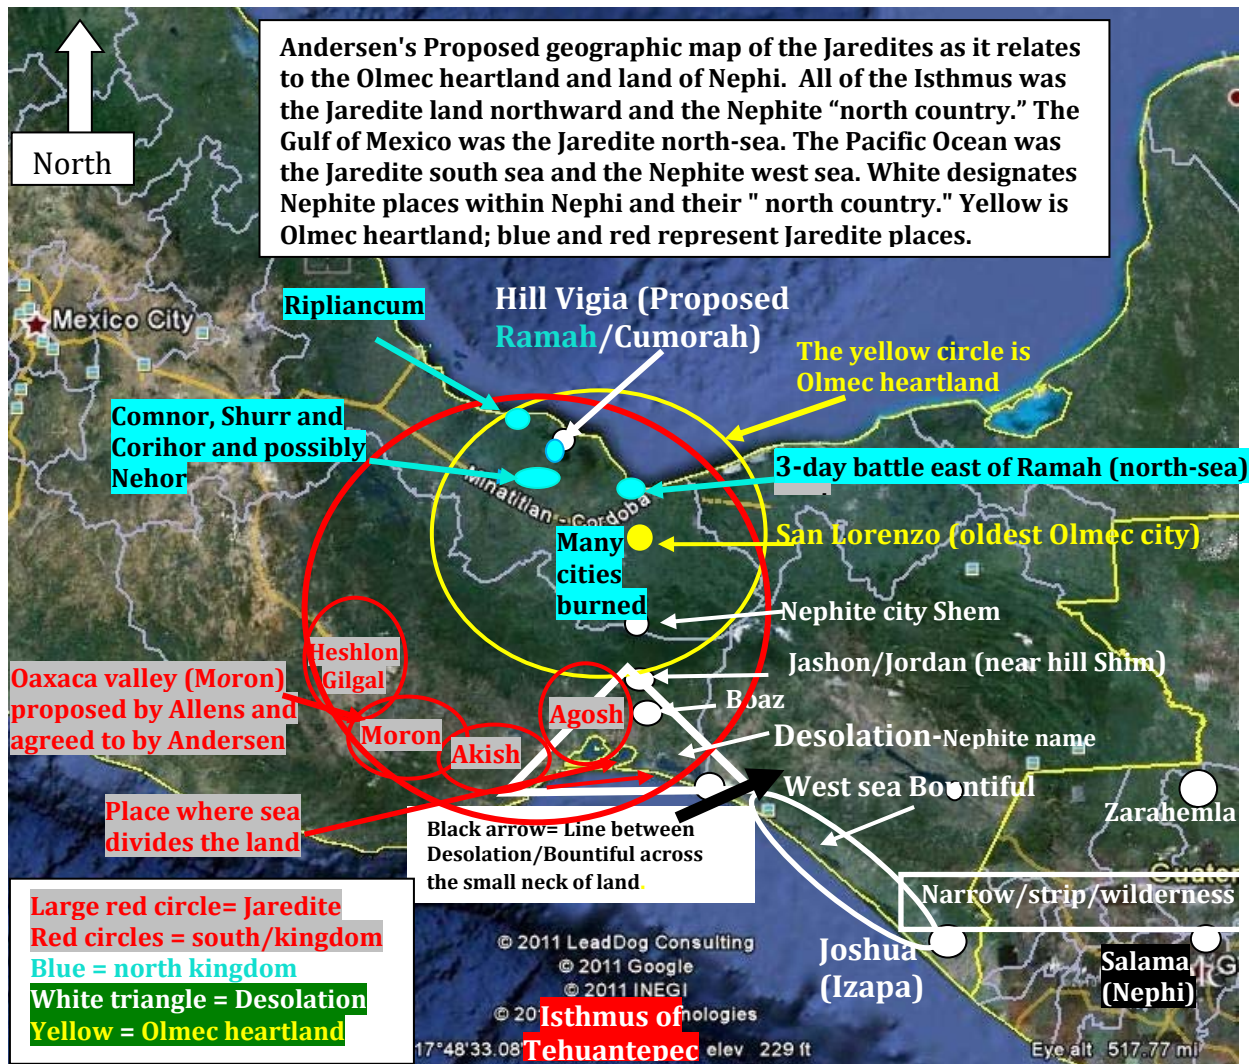 Andersen's Proposed geographic map of the Jaredites as it relates
to the Olmec heartland and land of Nephi. All of the Isthmus was
the Jaredite land northward and the Nephite “north country.” The
Gulf of Mexico was the Jaredite north-sea. The Pacific Ocean was
the Jaredite south sea and the Nephite west sea. White designates
Nephite places within Nephi and their " north country." Yellow is
Olmec heartland; blue and red represent Jaredite places.
North
Mexico City
Ripliancum
Hill Vigia (Proposed
Ramah/Cumorah)
The yellow circle is
Olmec heartland
Comnor, Shurr and
Corihor and possibly
Nehor
3-day battle east of Ramah (north-sea)
Minatitlan - Cordoba
San Lorenzo (oldest Olmec city)
Many
cities
burned
Nephite city Shem
Heshlon
Gilgal
Jashon/Jordan (near hill Shim)
Oaxaca valley (Moron)
proposed by Allens and
agreed to by Andersen
Moron
Akish
Agosh
Boaz
Desolation-Nephite name
West sea Bountiful
Zarahemla
Place where sea
divides the land
Black arrow= Line between
Desolation/Bountiful across
the small neck of land.
Narrow/strip/wilderness
Large red circle= Jaredite
Red circles = south/kingdom
Blue = north kingdom
White triangle = Desolation
Yellow = Olmec heartland
Joshua
(Izapa)
Salama
(Nephi)
© 2011 LeadDog Consulting
© 2011 Google
© 2011 INEGI
Isthmus of
Tehuantepec
17°48'33.08"
elev 229 ft
Eye alt 517.77 mi